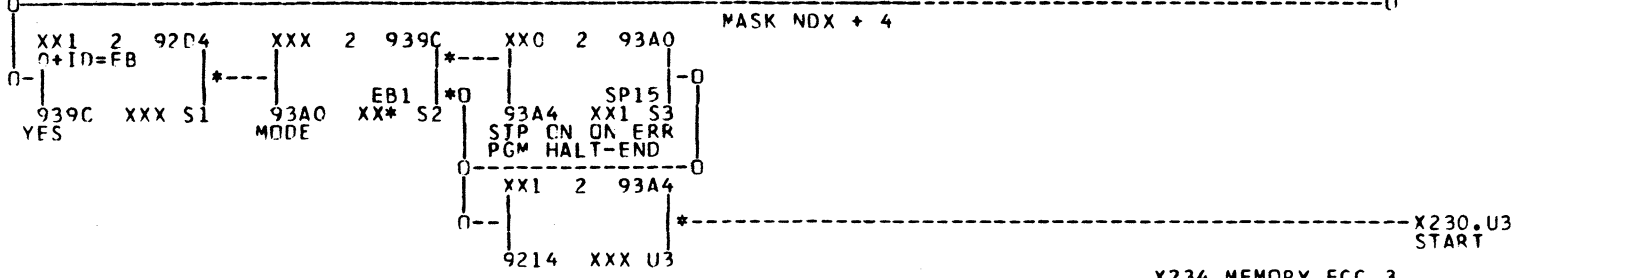 MASK NDX + 4
XX1 2 92D4 XXX 2 939C XX0 2 93A0
0+ID=FB
EB1 SP15
939C XXX S1 93A0 XX* S2 93A4 XX1 S3
YES MODE STP ON ON ERR
PGM HALT-END
XX1 2 93A4
X230.U3
START
9214 XXX U3
X234 MEMORY ECC 3